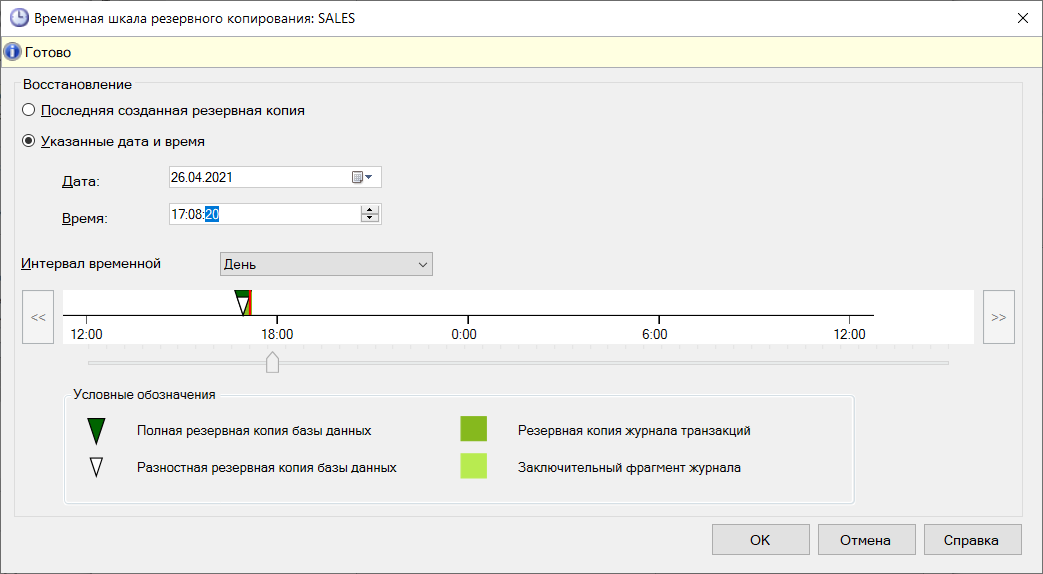 Временная шкала резервного копирования: SALES
Готово
Восстановление
Последняя созданная резервная копия
Указанные дата и время
Дата: 26.04.2021
Время: 17:08:20
Интервал временной День
<< >>
12:00 18:00 0:00 6:00 12:00
Условные обозначения
Полная резервная копия базы данных Резервная копия журнала транзакций
Разностная резервная копия базы данных Заключительный фрагмент журнала
OK Отмена Справка